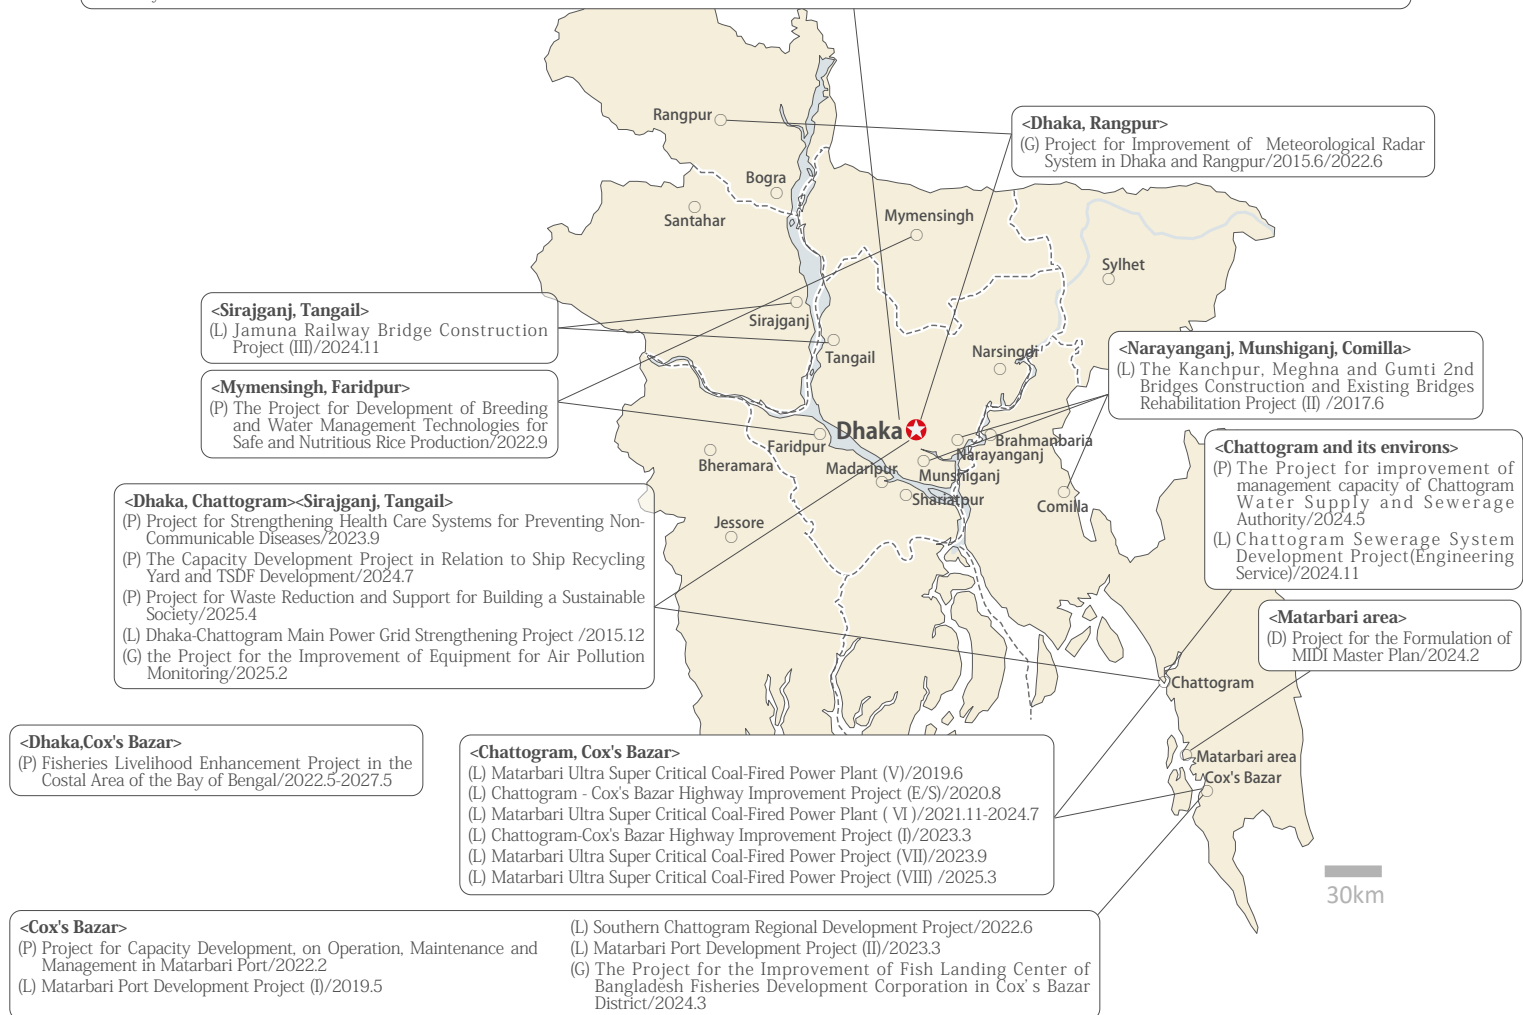 Rangpur
<Dhaka, Rangpur>
(G) Project for Improvement of Meteorological Radar
System in Dhaka and Rangpur/2015.6/2022.6
Bogra
Santahar
Mymensingh
Sylhet
<Sirajganj, Tangail>
(L) Jamuna Railway Bridge Construction
Project (III)/2024.11
Sirajganj
Tangail
Narsingdi
<Narayanganj, Munshiganj, Comilla>
(L) The Kanchpur, Meghna and Gumti 2nd
Bridges Construction and Existing Bridges
Rehabilitation Project (II) /2017.6
<Mymensingh, Faridpur>
(P) The Project for Development of Breeding
and Water Management Technologies for
Safe and Nutritious Rice Production/2022.9
Dhaka
Faridpur
Brahmanbaria
Narayanganj
Bheramara
Madaripur
Munshiganj
Shariatpur
Comilla
Jessore
<Chattogram and its environs>
(P) The Project for improvement of
management capacity of Chattogram
Water Supply and Sewerage
Authority/2024.5
(L) Chattogram Sewerage System
Development Project(Engineering
Service)/2024.11
<Dhaka, Chattogram><Sirajganj, Tangail>
(P) Project for Strengthening Health Care Systems for Preventing Non-
Communicable Diseases/2023.9
(P) The Capacity Development Project in Relation to Ship Recycling
Yard and TSDF Development/2024.7
(P) Project for Waste Reduction and Support for Building a Sustainable
Society/2025.4
(L) Dhaka-Chattogram Main Power Grid Strengthening Project /2015.12
(G) the Project for the Improvement of Equipment for Air Pollution
Monitoring/2025.2
<Matarbari area>
(D) Project for the Formulation of
MIDI Master Plan/2024.2
Chattogram
Matarbari area
Cox's Bazar
<Dhaka,Cox's Bazar>
(P) Fisheries Livelihood Enhancement Project in the
Costal Area of the Bay of Bengal/2022.5-2027.5
<Chattogram, Cox's Bazar>
(L) Matarbari Ultra Super Critical Coal-Fired Power Plant (V)/2019.6
(L) Chattogram - Cox's Bazar Highway Improvement Project (E/S)/2020.8
(L) Matarbari Ultra Super Critical Coal-Fired Power Plant ( VI )/2021.11-2024.7
(L) Chattogram-Cox's Bazar Highway Improvement Project (I)/2023.3
(L) Matarbari Ultra Super Critical Coal-Fired Power Project (VII)/2023.9
(L) Matarbari Ultra Super Critical Coal-Fired Power Project (VIII) /2025.3
30km
<Cox's Bazar>
(P) Project for Capacity Development, on Operation, Maintenance and
Management in Matarbari Port/2022.2
(L) Matarbari Port Development Project (I)/2019.5
(L) Southern Chattogram Regional Development Project/2022.6
(L) Matarbari Port Development Project (II)/2023.3
(G) The Project for the Improvement of Fish Landing Center of
Bangladesh Fisheries Development Corporation in Cox' s Bazar
District/2024.3